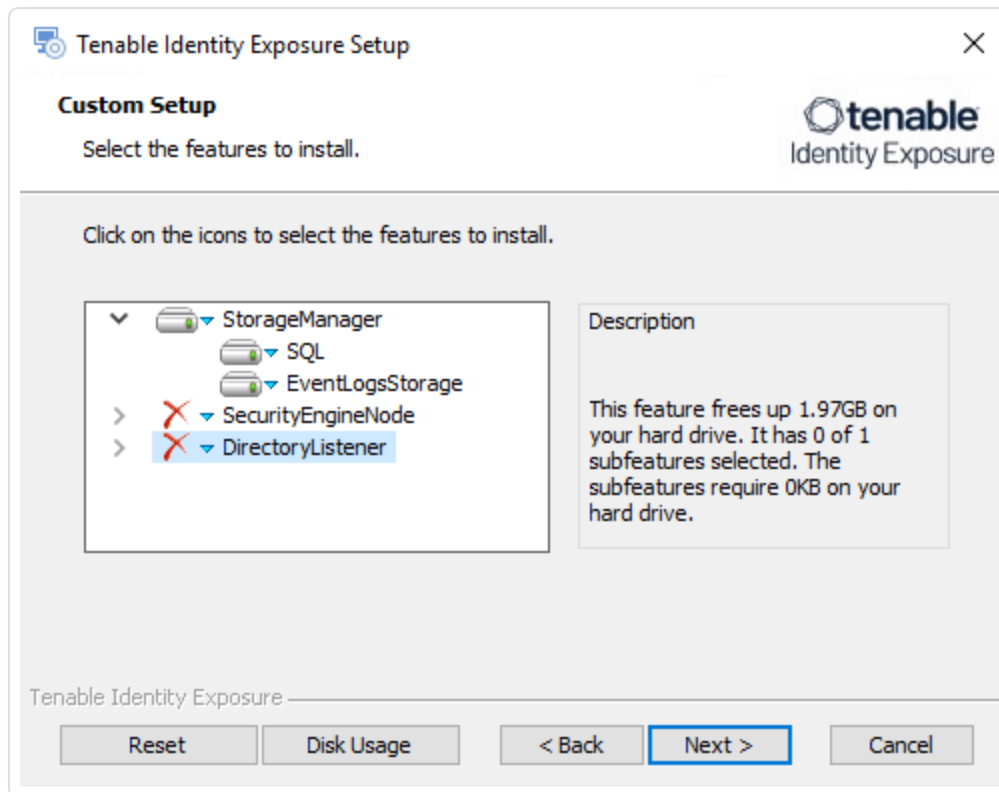 Tenable Identity Exposure Setup
Custom Setup
Select the features to install.
tenable
Identity Exposure
Click on the icons to select the features to install.
StorageManager
SQL
EventLogsStorage
SecurityEngineNode
DirectoryListener
Description
This feature frees up 1.97GB on
your hard drive. It has 0 of 1
subfeatures selected. The
subfeatures require 0KB on your
hard drive.
Tenable Identity Exposure
Reset
Disk Usage
< Back
Next >
Cancel